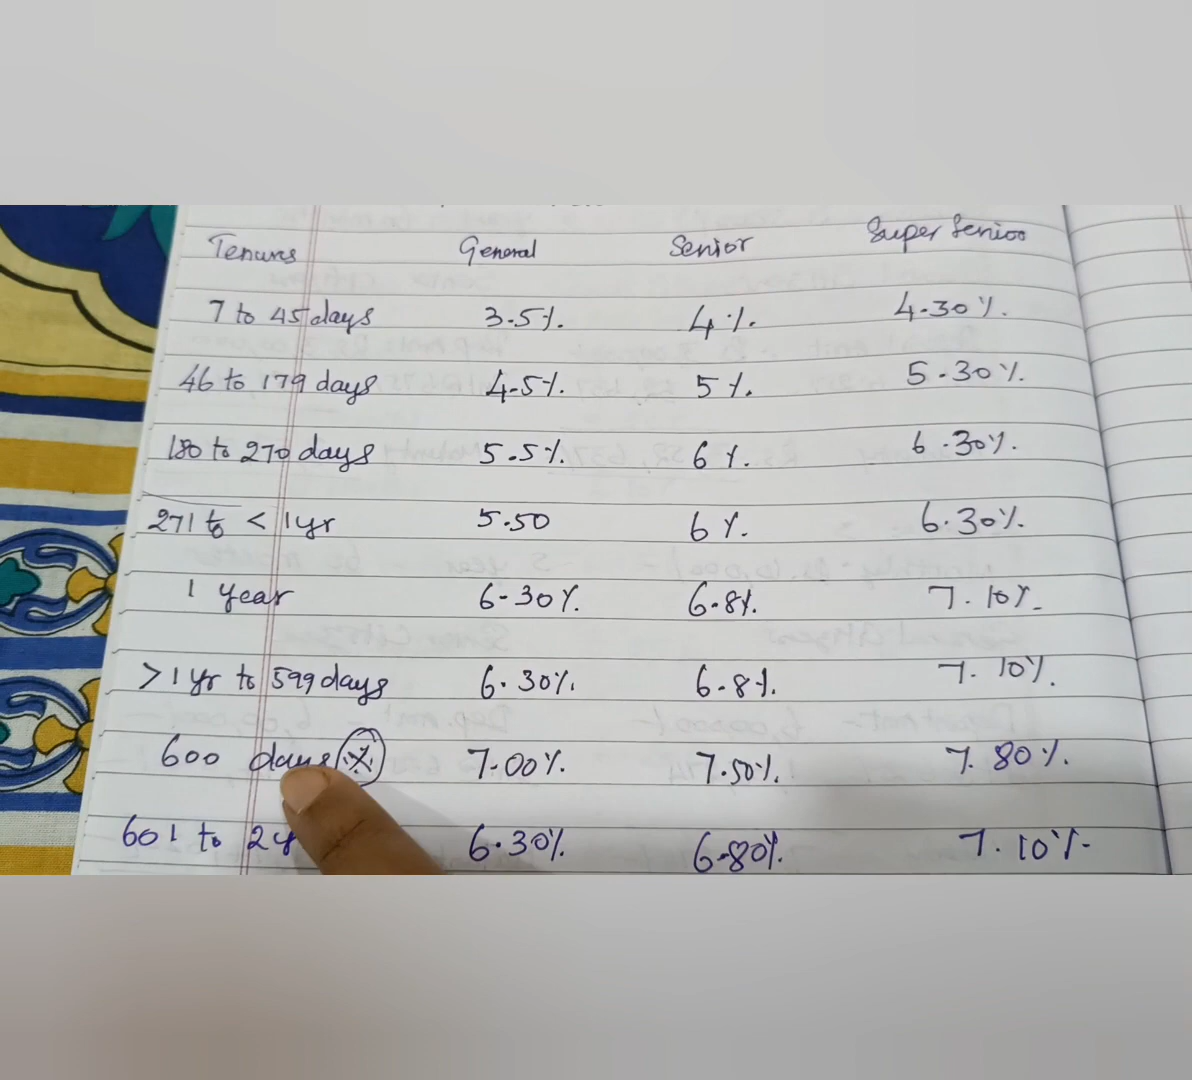 Tenurs General Senior Super Senior
7 to 45 days 3.5% 4% 4.30%
46 to 179 days 4.5% 5% 5.30%
180 to 270 days 5.5% 6% 6.30%
271 to < 1yr 5.50 6% 6.30%
1 year 6.30% 6.8% 7.10%
>1yr to 599 days 6.30% 6.8% 7.10%
600 days 7.00% 7.50% 7.80%
601 to 2y 6.30% 6.80% 7.10%